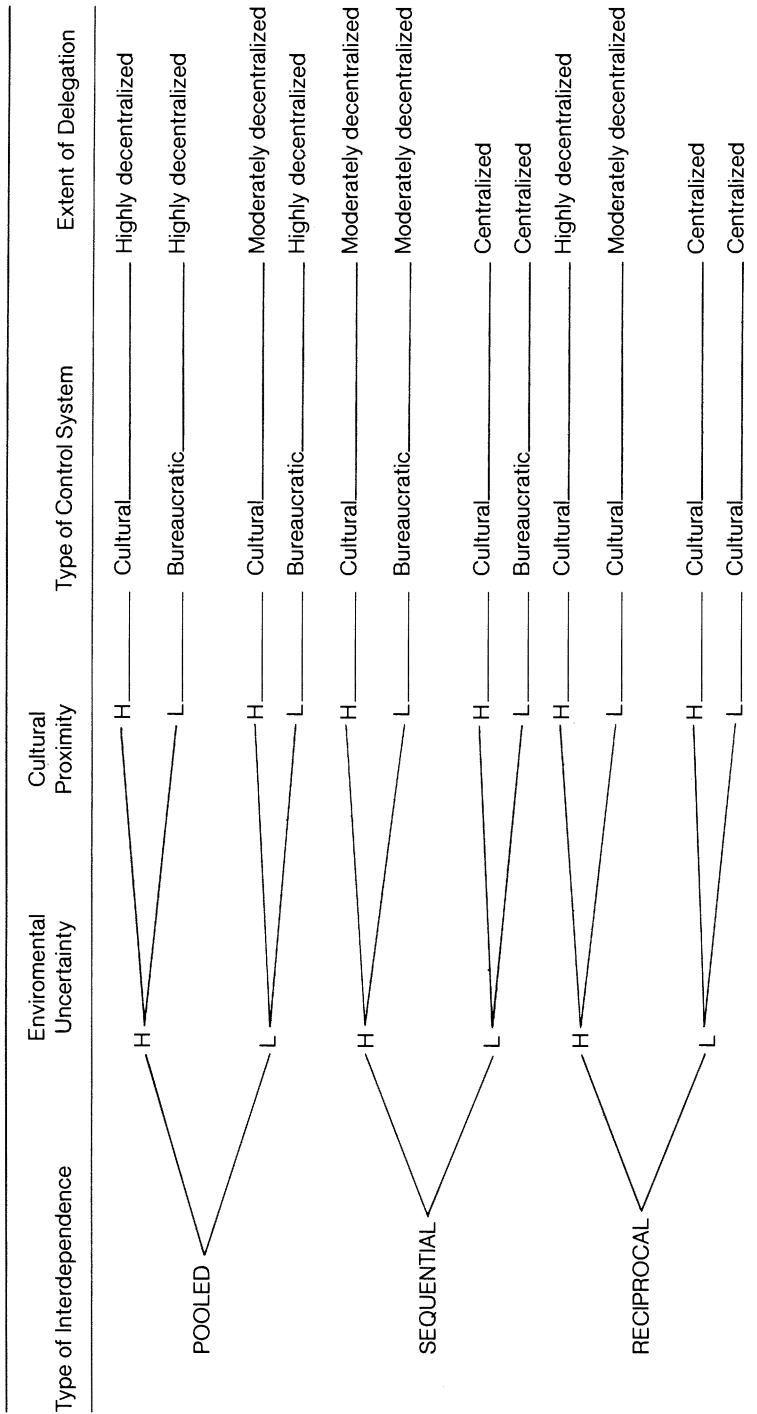 Type of Interdependence Enviromental Uncertainty Cultural Proximity Type of Control System Extent of Delegation
H H Cultural Highly decentralized
L Bureaucratic Highly decentralized
POOLED
L H Cultural Moderately decentralized
L Bureaucratic Highly decentralized
H H Cultural Moderately decentralized
L Bureaucratic Moderately decentralized
SEQUENTIAL
L H Cultural Centralized
L Bureaucratic Centralized
H H Cultural Highly decentralized
L Cultural Moderately decentralized
RECIPROCAL
L H Cultural Centralized
L Cultural Centralized